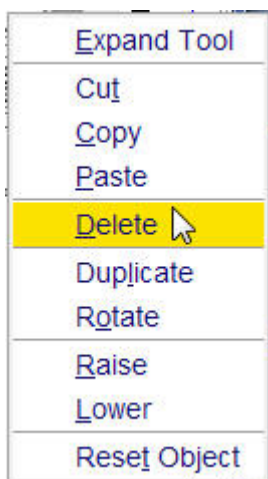 Expand Tool
Cut
Copy
Paste
Delete
Duplicate
Rotate
Raise
Lower
Reset Object